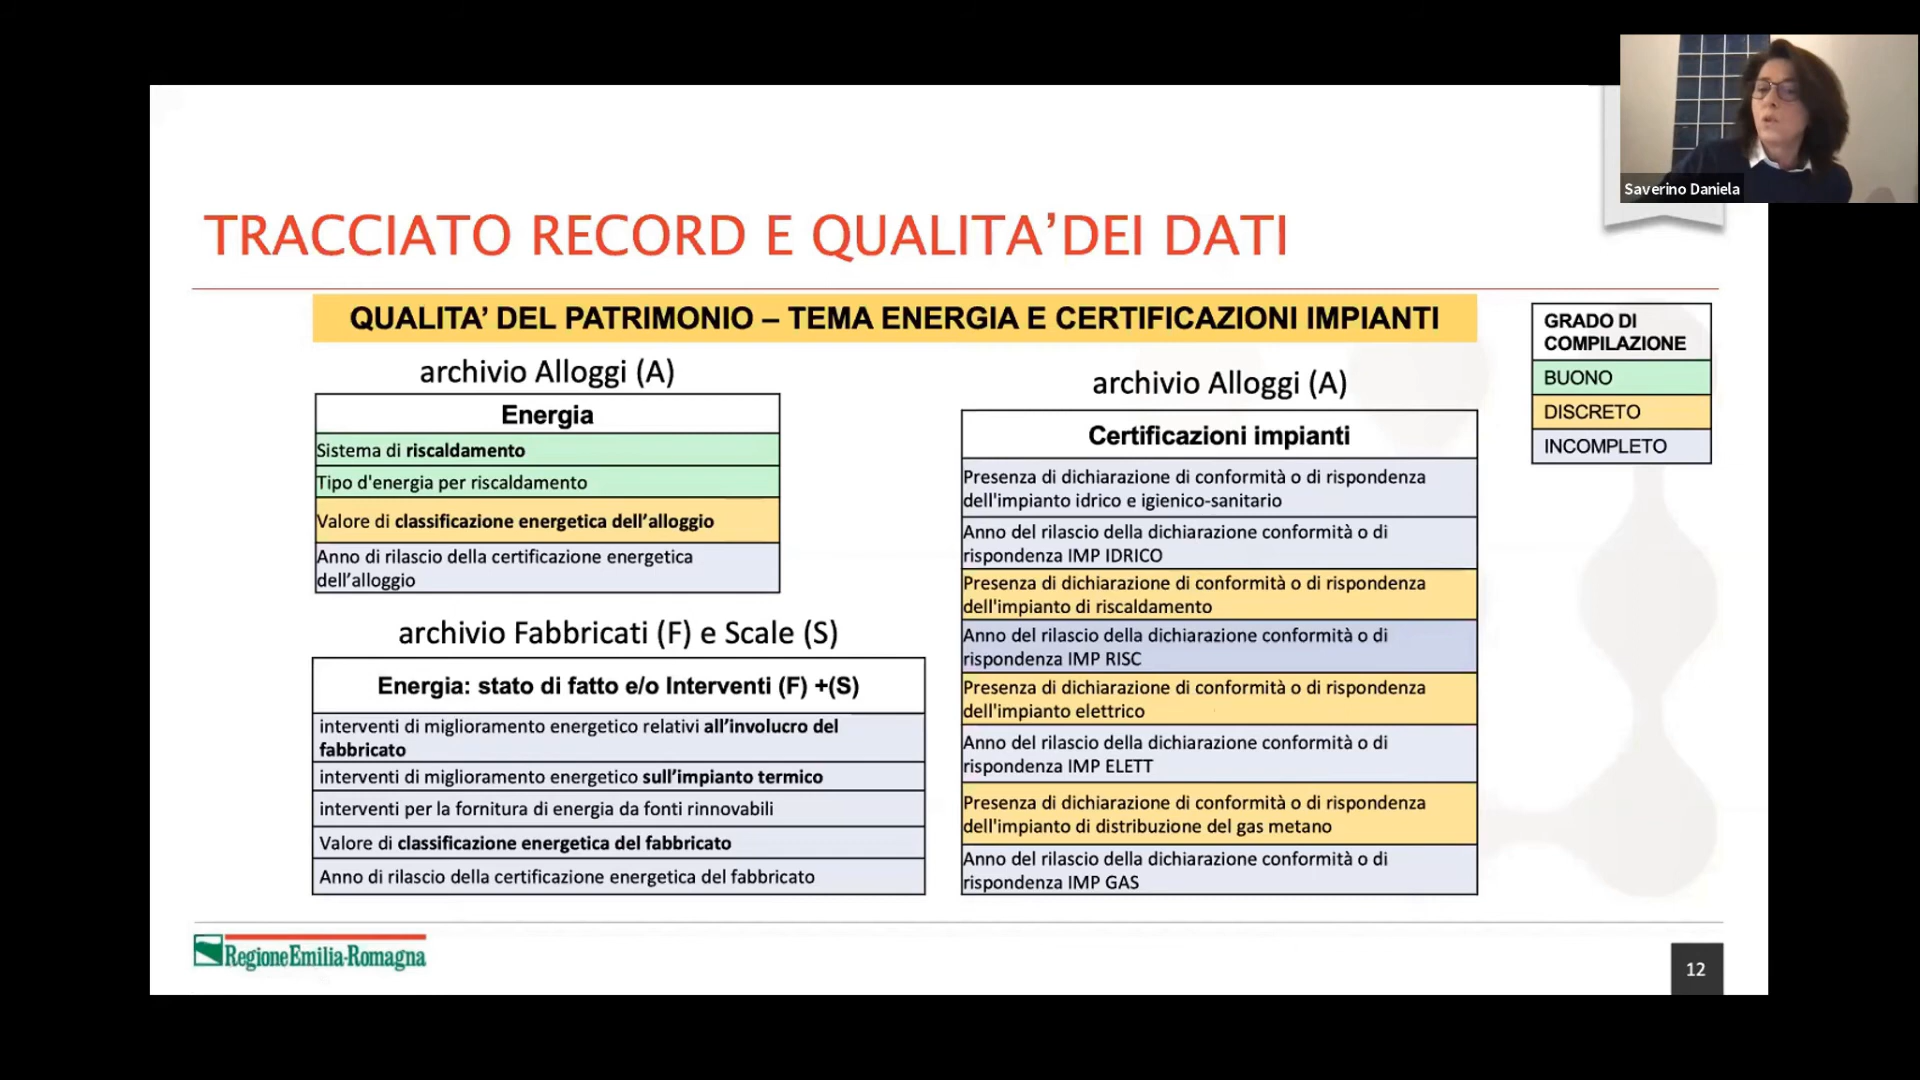 Saverino Daniela
TRACCIATO RECORD E QUALITA’DEI DATI
QUALITA’ DEL PATRIMONIO – TEMA ENERGIA E CERTIFICAZIONI IMPIANTI
archivio Alloggi (A)
Energia
Sistema di riscaldamento
Tipo d'energia per riscaldamento
Valore di classificazione energetica dell’alloggio
Anno di rilascio della certificazione energetica
dell’alloggio
archivio Fabbricati (F) e Scale (S)
Energia: stato di fatto e/o Interventi (F) +(S)
interventi di miglioramento energetico relativi all’involucro del
fabbricato
interventi di miglioramento energetico sull’impianto termico
interventi per la fornitura di energia da fonti rinnovabili
Valore di classificazione energetica del fabbricato
Anno di rilascio della certificazione energetica del fabbricato
archivio Alloggi (A)
Certificazioni impianti
Presenza di dichiarazione di conformità o di rispondenza
dell'impianto idrico e igienico-sanitario
Anno del rilascio della dichiarazione conformità o di
rispondenza IMP IDRICO
Presenza di dichiarazione di conformità o di rispondenza
dell'impianto di riscaldamento
Anno del rilascio della dichiarazione conformità o di
rispondenza IMP RISC
Presenza di dichiarazione di conformità o di rispondenza
dell'impianto elettrico
Anno del rilascio della dichiarazione conformità o di
rispondenza IMP ELETT
Presenza di dichiarazione di conformità o di rispondenza
dell'impianto di distribuzione del gas metano
Anno del rilascio della dichiarazione conformità o di
rispondenza IMP GAS
GRADO DI
COMPILAZIONE
BUONO
DISCRETO
INCOMPLETO
RegioneEmilia-Romagna
12